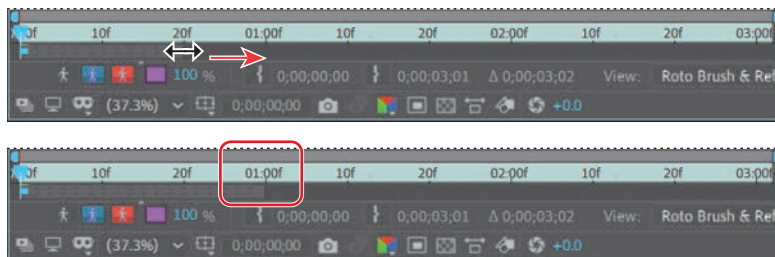 0f 10f 20f 01:00f 10f 20f 02:00f 10f 20f 03:00f
100 % { 0;00;00;00 } 0;00;03;01 Δ 0;00;03;02 View: Roto Brush & Ref
(37.3%) 0;00;00;00 +0.0
0f 10f 20f 01:00f 10f 20f 02:00f 10f 20f 03:00f
100 % { 0;00;00;00 } 0;00;03;01 Δ 0;00;03;02 View: Roto Brush & Ref
(37.3%) 0;00;00;00 +0.0